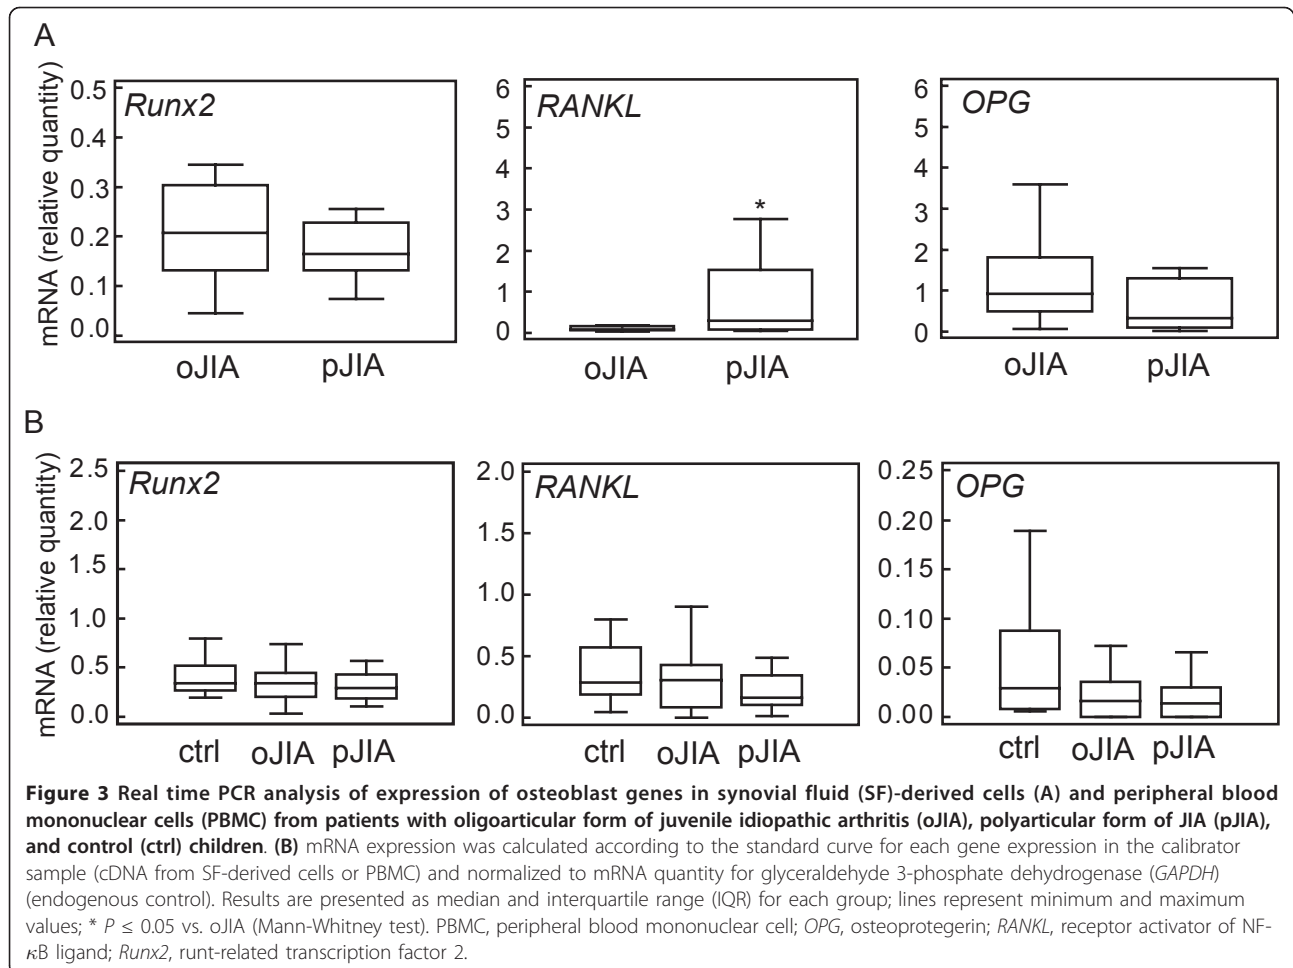 A
mRNA (relative quantity)
Runx2
0.5
0.4
0.3
0.2
0.1
0.0
oJIA pJIA
RANKL
6
5
4
3
2
1
0
*
oJIA pJIA
OPG
6
5
4
3
2
1
0
oJIA pJIA
B
mRNA (relative quantity)
Runx2
2.5
2.0
1.5
1.0
0.5
0.0
ctrl oJIA pJIA
RANKL
2.0
1.5
1.0
0.5
0.0
ctrl oJIA pJIA
OPG
0.25
0.20
0.15
0.10
0.05
0.00
ctrl oJIA pJIA
Figure 3 Real time PCR analysis of expression of osteoblast genes in synovial fluid (SF)-derived cells (A) and peripheral blood
mononuclear cells (PBMC) from patients with oligoarticular form of juvenile idiopathic arthritis (oJIA), polyarticular form of JIA (pJIA),
and control (ctrl) children. (B) mRNA expression was calculated according to the standard curve for each gene expression in the calibrator
sample (cDNA from SF-derived cells or PBMC) and normalized to mRNA quantity for glyceraldehyde 3-phosphate dehydrogenase (GAPDH)
(endogenous control). Results are presented as median and interquartile range (IQR) for each group; lines represent minimum and maximum
values; * P ≤ 0.05 vs. oJIA (Mann-Whitney test). PBMC, peripheral blood mononuclear cell; OPG, osteoprotegerin; RANKL, receptor activator of NF-
κB ligand; Runx2, runt-related transcription factor 2.